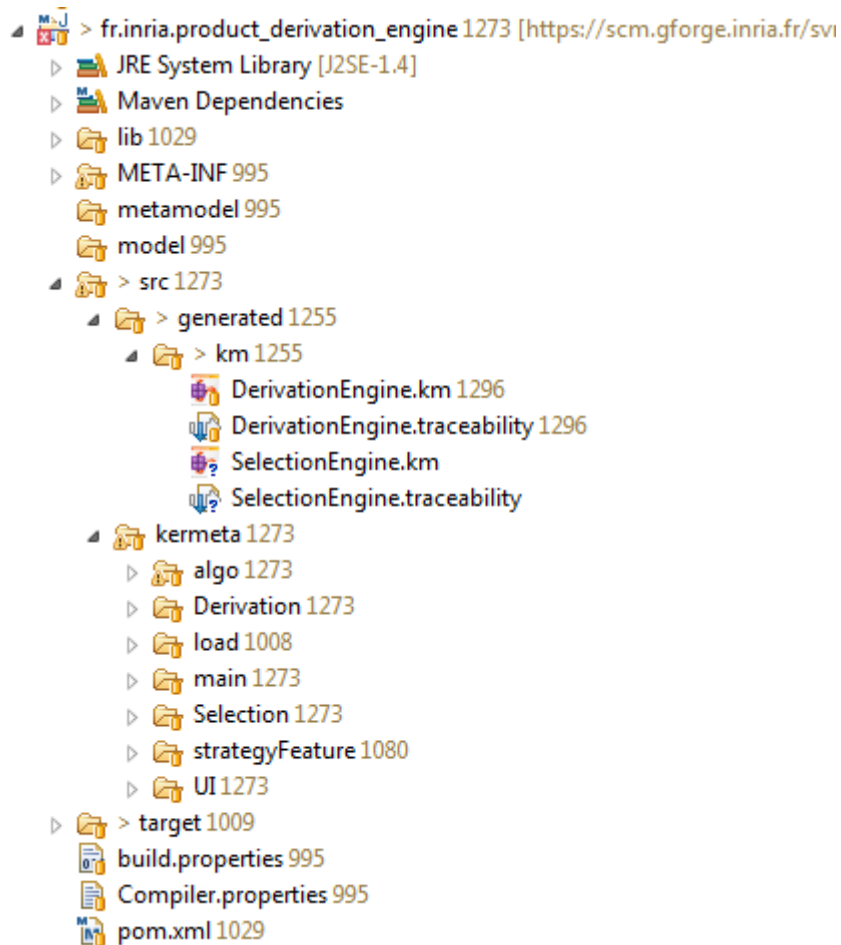 > fr.inria.product_derivation_engine 1273 [https://scm.gforge.inria.fr/svn
JRE System Library [J2SE-1.4]
Maven Dependencies
lib 1029
META-INF 995
metamodel 995
model 995
> src 1273
> generated 1255
> km 1255
DerivationEngine.km 1296
DerivationEngine.traceability 1296
SelectionEngine.km
SelectionEngine.traceability
kermeta 1273
algo 1273
Derivation 1273
load 1008
main 1273
Selection 1273
strategyFeature 1080
UI 1273
> target 1009
build.properties 995
Compiler.properties 995
pom.xml 1029